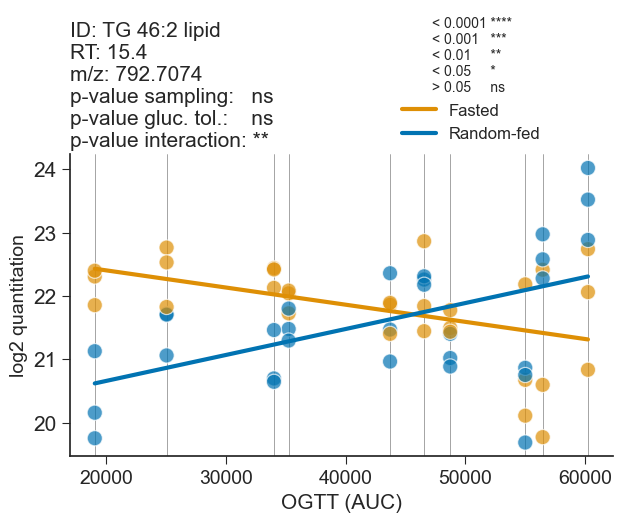 ID: TG 46:2 lipid
RT: 15.4
m/z: 792.7074
p-value sampling: ns
p-value gluc. tol.: ns
p-value interaction: **
< 0.0001 ****
< 0.001 ***
< 0.01 **
< 0.05 *
> 0.05 ns
Fasted
Random-fed
log2 quantitation
24
23
22
21
20
20000 30000 40000 50000 60000
OGTT (AUC)